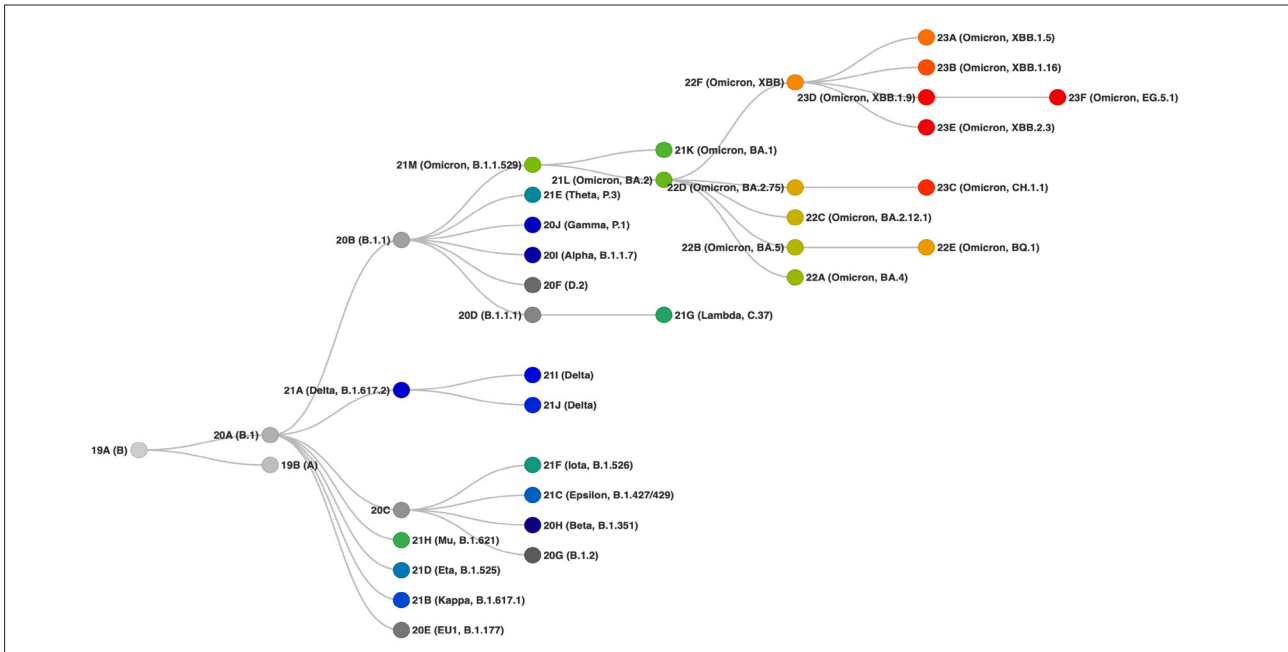 23A (Omicron, XBB.1.5)
23B (Omicron, XBB.1.16)
22F (Omicron, XBB)
23D (Omicron, XBB.1.9)
23F (Omicron, EG.5.1)
23E (Omicron, XBB.2.3)
21K (Omicron, BA.1)
21M (Omicron, B.1.1.529)
21L (Omicron, BA.2)
22D (Omicron, BA.2.75)
23C (Omicron, CH.1.1)
21E (Theta, P.3)
22C (Omicron, BA.2.12.1)
20J (Gamma, P.1)
20B (B.1.1)
22B (Omicron, BA.5)
22E (Omicron, BQ.1)
20I (Alpha, B.1.1.7)
22A (Omicron, BA.4)
20F (D.2)
20D (B.1.1.1)
21G (Lambda, C.37)
21I (Delta)
21A (Delta, B.1.617.2)
21J (Delta)
20A (B.1)
19A (B)
19B (A)
21F (Iota, B.1.526)
21C (Epsilon, B.1.427/429)
20C
20H (Beta, B.1.351)
21H (Mu, B.1.621)
20G (B.1.2)
21D (Eta, B.1.525)
21B (Kappa, B.1.617.1)
20E (EU1, B.1.177)